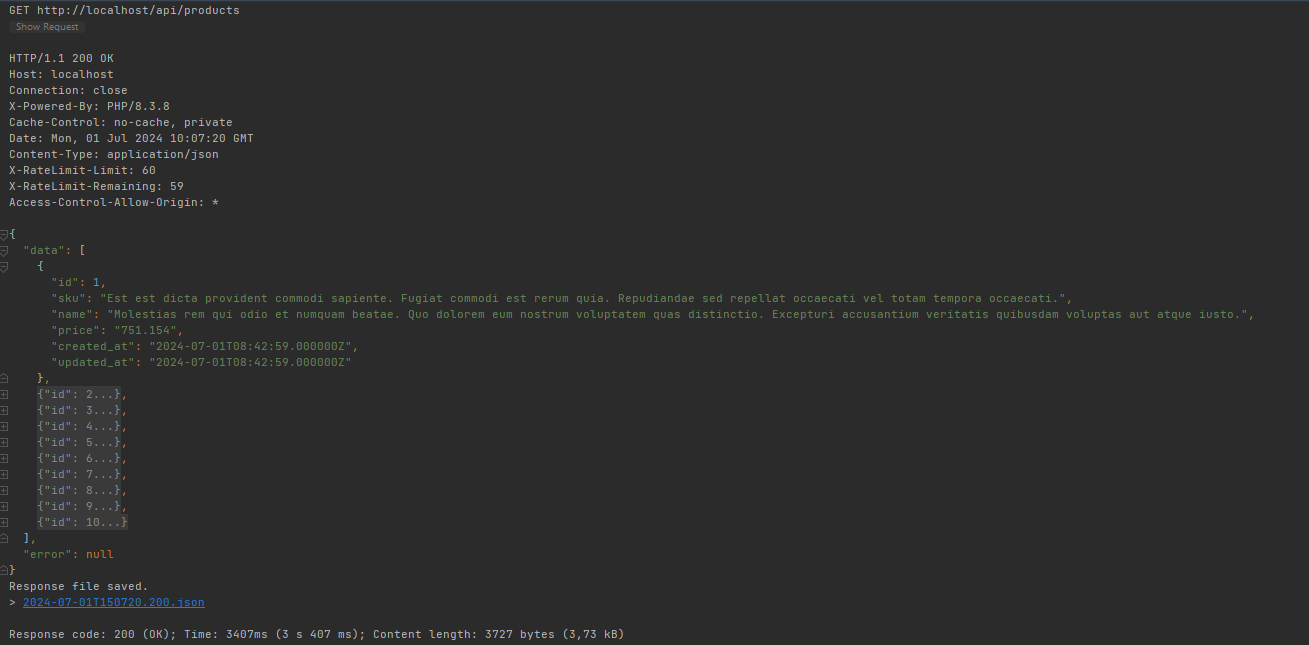 GET http://localhost/api/products
Show Request
HTTP/1.1 200 OK
Host: localhost
Connection: close
X-Powered-By: PHP/8.3.8
Cache-Control: no-cache, private
Date: Mon, 01 Jul 2024 10:07:20 GMT
Content-Type: application/json
X-RateLimit-Limit: 60
X-RateLimit-Remaining: 59
Access-Control-Allow-Origin: *
{
"data": [
{
"id": 1,
"sku": "Est est dicta provident commodi sapiente. Fugiat commodi est rerum quia. Repudiandae sed repellat occaecati vel totam tempora occaecati.",
"name": "Molestias rem qui odio et numquam beatae. Quo dolorem eum nostrum voluptatem quas distinctio. Excepturi accusantium veritatis quibusdam voluptas aut atque iusto.",
"price": "751.154",
"created_at": "2024-07-01T08:42:59.000000Z",
"updated_at": "2024-07-01T08:42:59.000000Z"
},
{"id": 2...},
{"id": 3...},
{"id": 4...},
{"id": 5...},
{"id": 6...},
{"id": 7...},
{"id": 8...},
{"id": 9...},
{"id": 10...}
],
"error": null
}
Response file saved.
> 2024-07-01T150720.200.json
Response code: 200 (OK); Time: 3407ms (3 s 407 ms); Content length: 3727 bytes (3,73 kB)